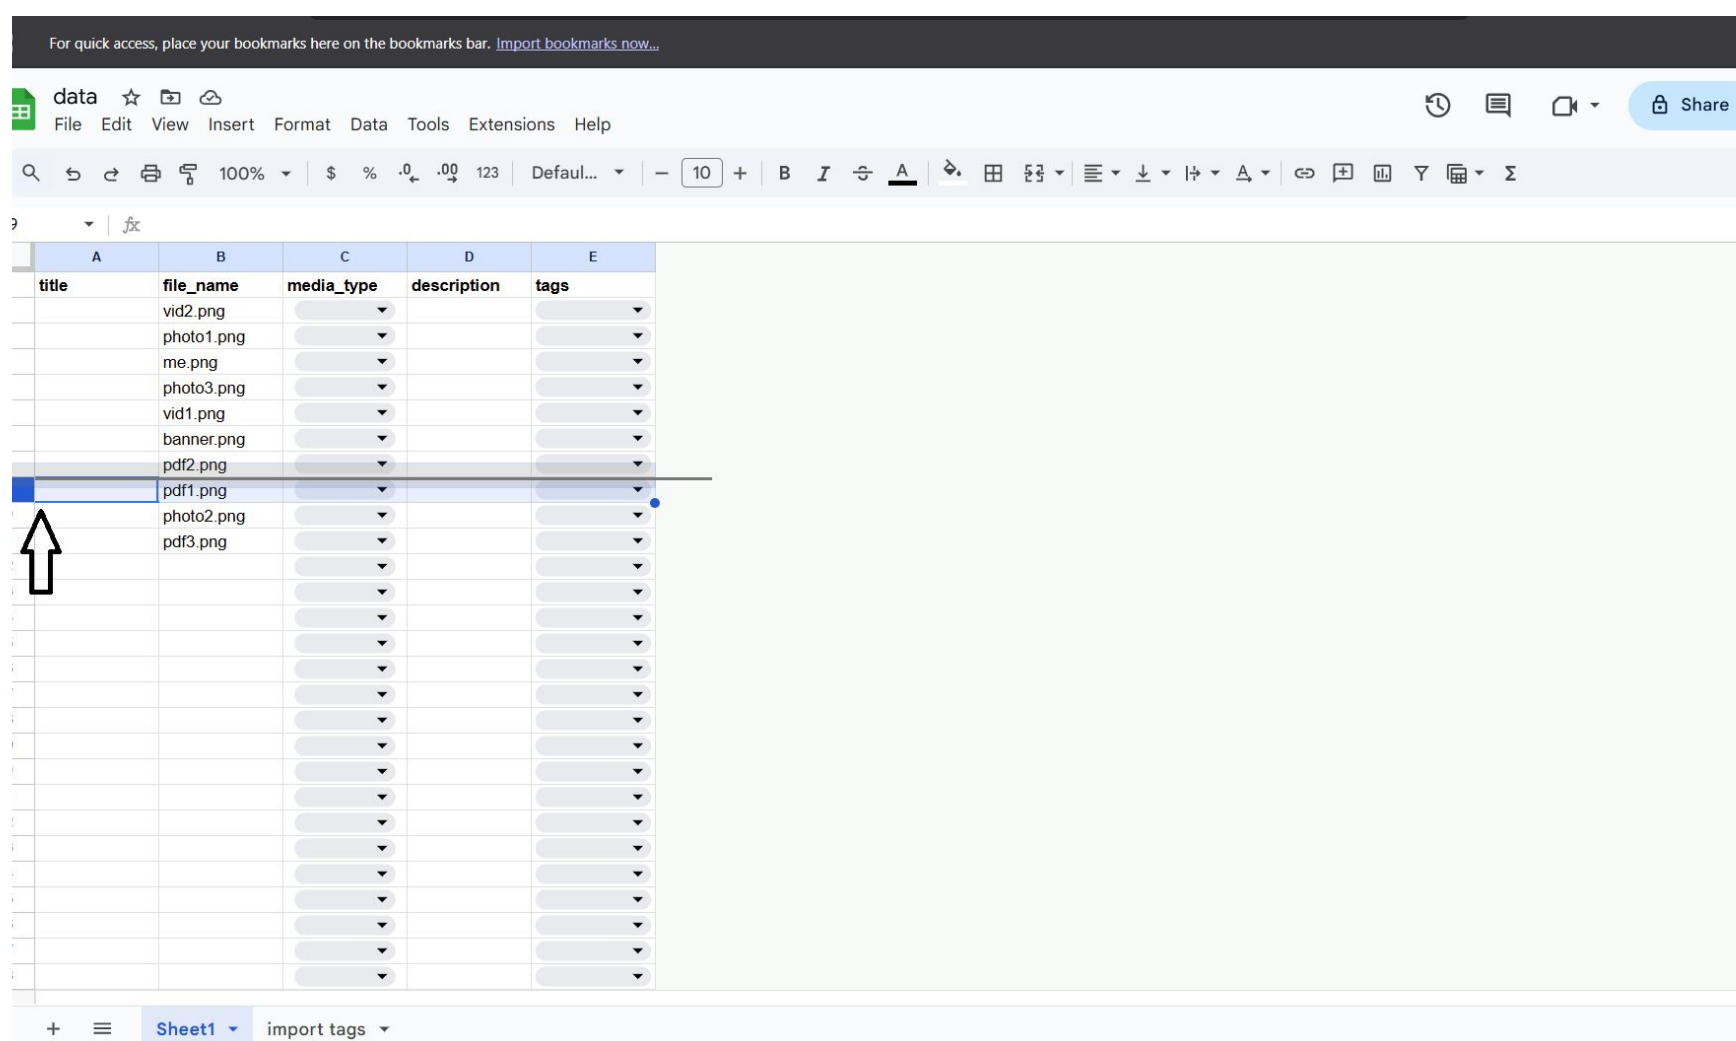 For quick access, place your bookmarks here on the bookmarks bar. Import bookmarks now...
data
File Edit View Insert Format Data Tools Extensions Help
Share
100% $ % .0 .00 123 Defaul... 10 B I A A Σ
9 fx
A B C D E
title file_name media_type description tags
vid2.png
photo1.png
me.png
photo3.png
vid1.png
banner.png
pdf2.png
pdf1.png
photo2.png
pdf3.png
Sheet1 import tags